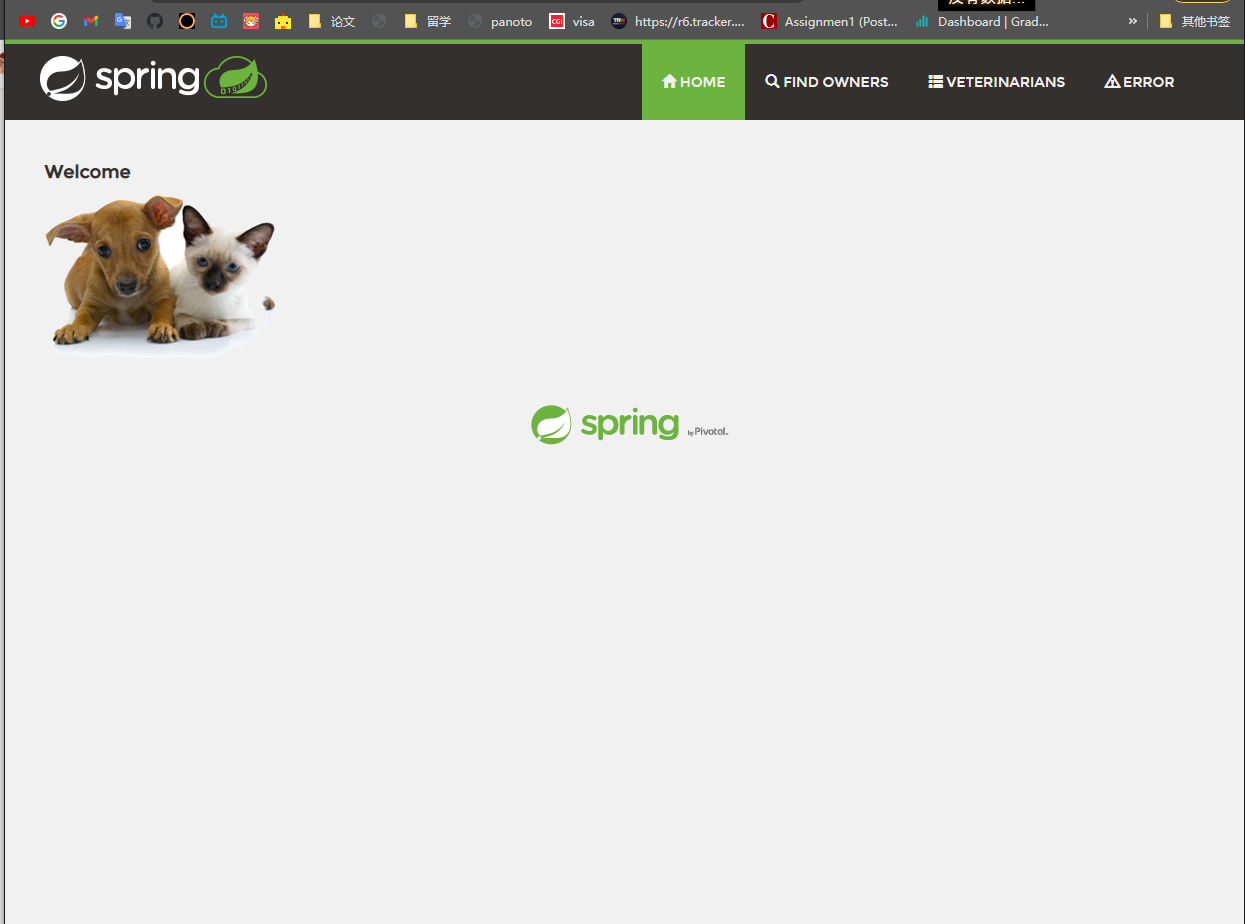 论文
留学
panoto
visa
https://r6.tracker....
Assignmen1 (Post...
Dashboard | Grad...
»
其他书签
spring
HOME
FIND OWNERS
VETERINARIANS
ERROR
Welcome
spring by Pivotal